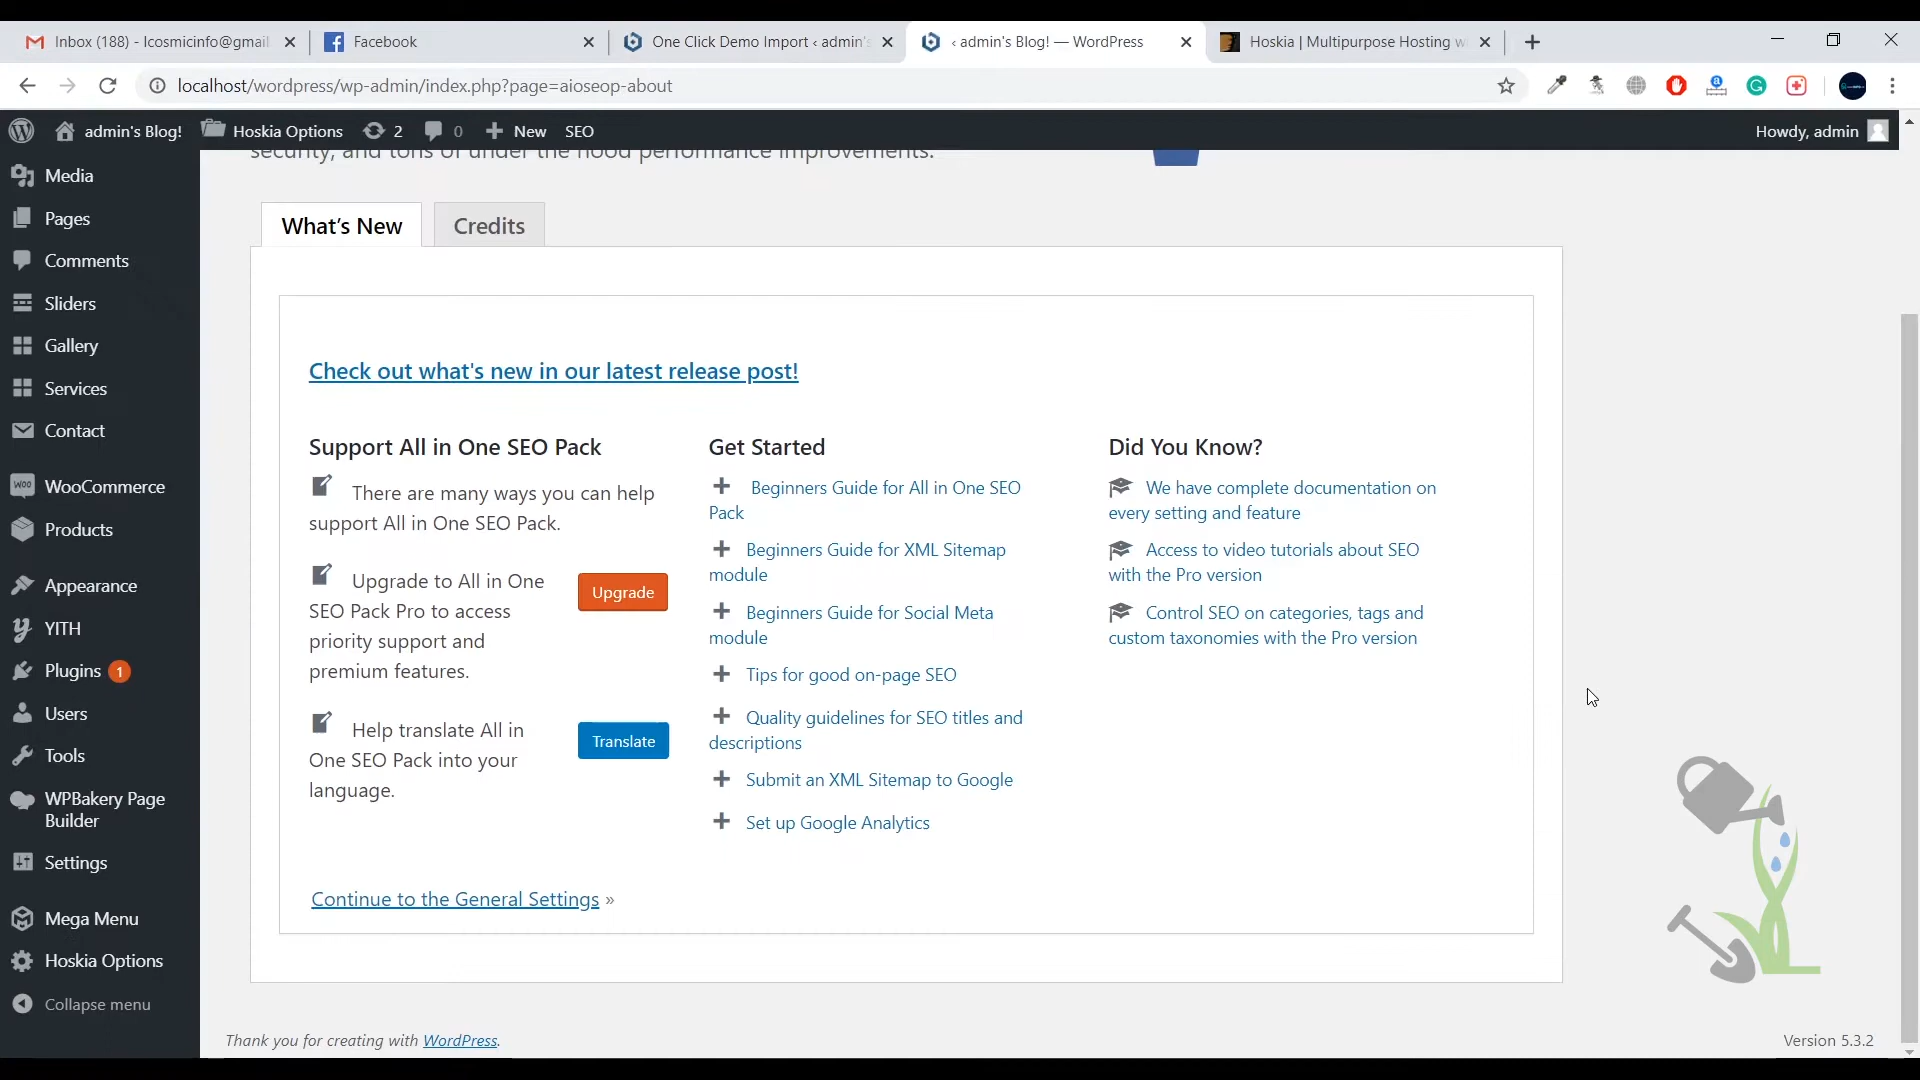 Inbox (188) - lcosmicinfo@gmail
Facebook
One Click Demo Import ‹ admin's
‹ admin's Blog! — WordPress
Hoskia | Multipurpose Hosting w
localhost/wordpress/wp-admin/index.php?page=aioseop-about
admin's Blog!
Hoskia Options
2
0
New
SEO
Howdy, admin
security, and tons of under the hood performance improvements.
Media
Pages
Comments
Sliders
Gallery
Services
Contact
WooCommerce
Products
Appearance
YITH
Plugins 1
Users
Tools
WPBakery Page
Builder
Settings
Mega Menu
Hoskia Options
Collapse menu
What's New
Credits
Check out what's new in our latest release post!
Support All in One SEO Pack
There are many ways you can help
support All in One SEO Pack.
Upgrade to All in One
SEO Pack Pro to access
priority support and
premium features.
Upgrade
Help translate All in
One SEO Pack into your
language.
Translate
Get Started
Beginners Guide for All in One SEO
Pack
Beginners Guide for XML Sitemap
module
Beginners Guide for Social Meta
module
Tips for good on-page SEO
Quality guidelines for SEO titles and
descriptions
Submit an XML Sitemap to Google
Set up Google Analytics
Did You Know?
We have complete documentation on
every setting and feature
Access to video tutorials about SEO
with the Pro version
Control SEO on categories, tags and
custom taxonomies with the Pro version
Continue to the General Settings »
Thank you for creating with WordPress.
Version 5.3.2